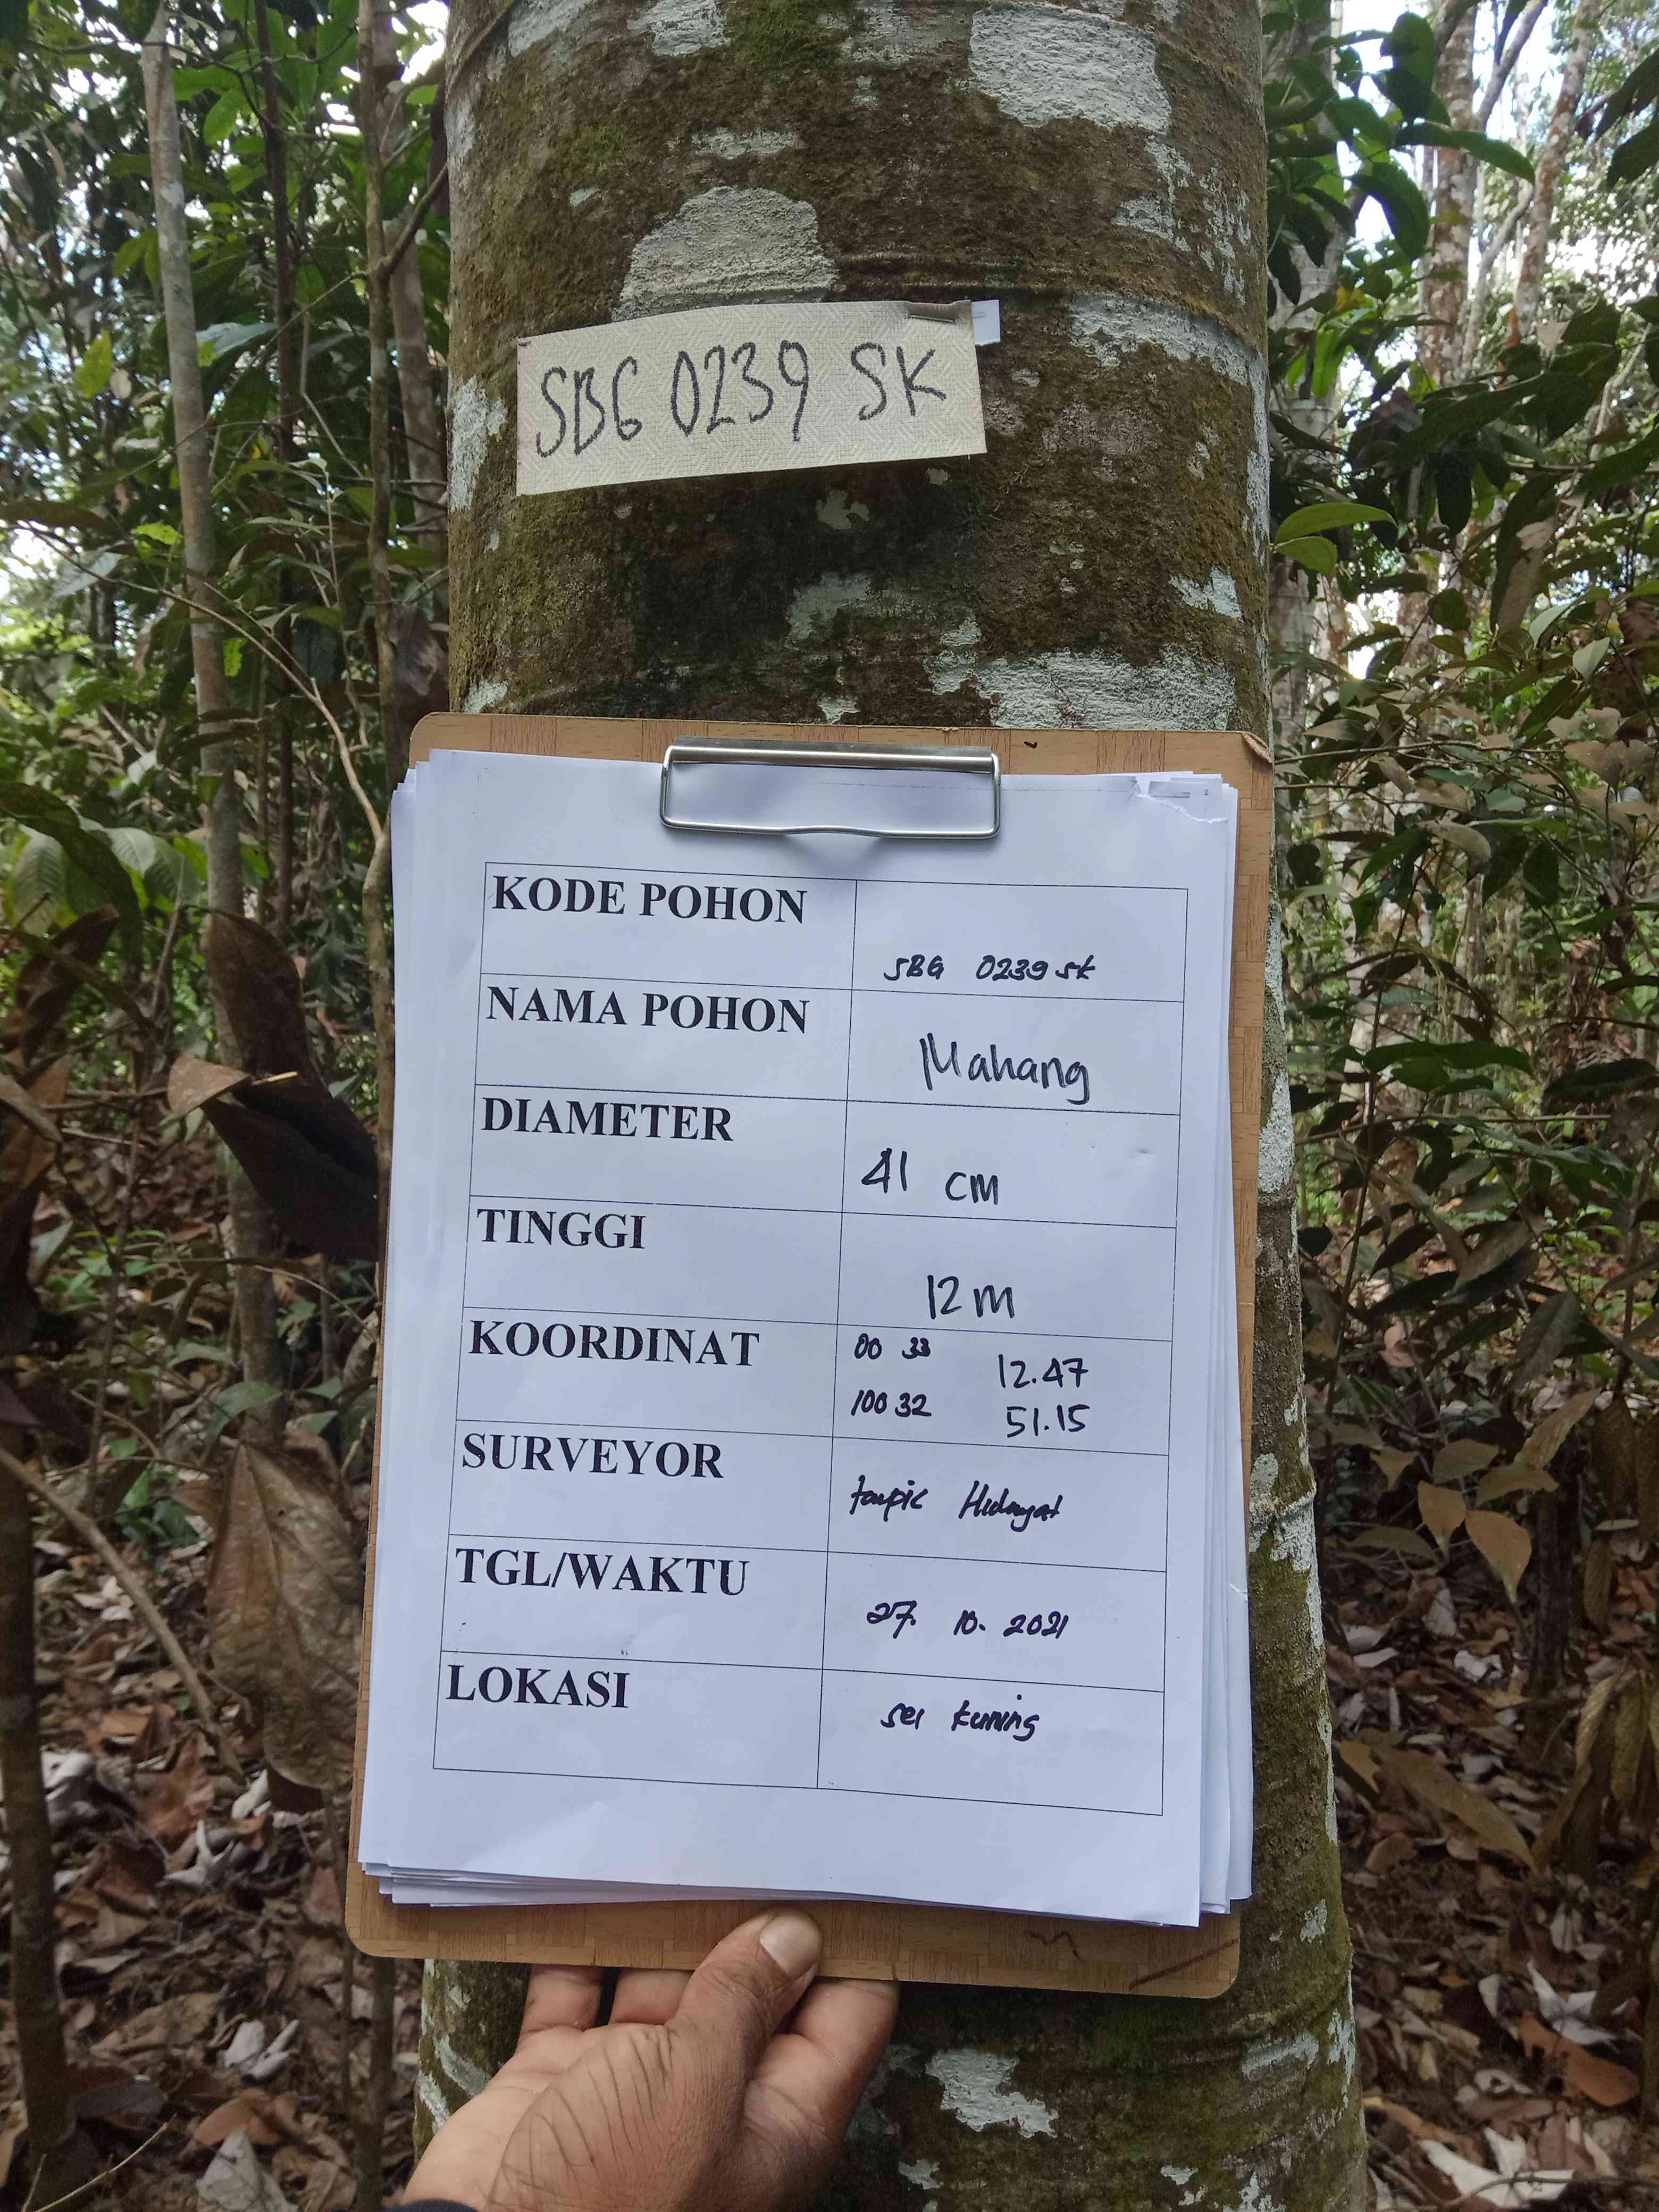 SBG 0239 SK
KODE POHON
SBG 0239 SK
NAMA POHON
Mahang
DIAMETER
41 cm
TINGGI
12 m
KOORDINAT
00 33 12.47
100 32 51.15
SURVEYOR
taupic Hidayat
TGL/WAKTU
27. 10. 2021
LOKASI
sei kuning